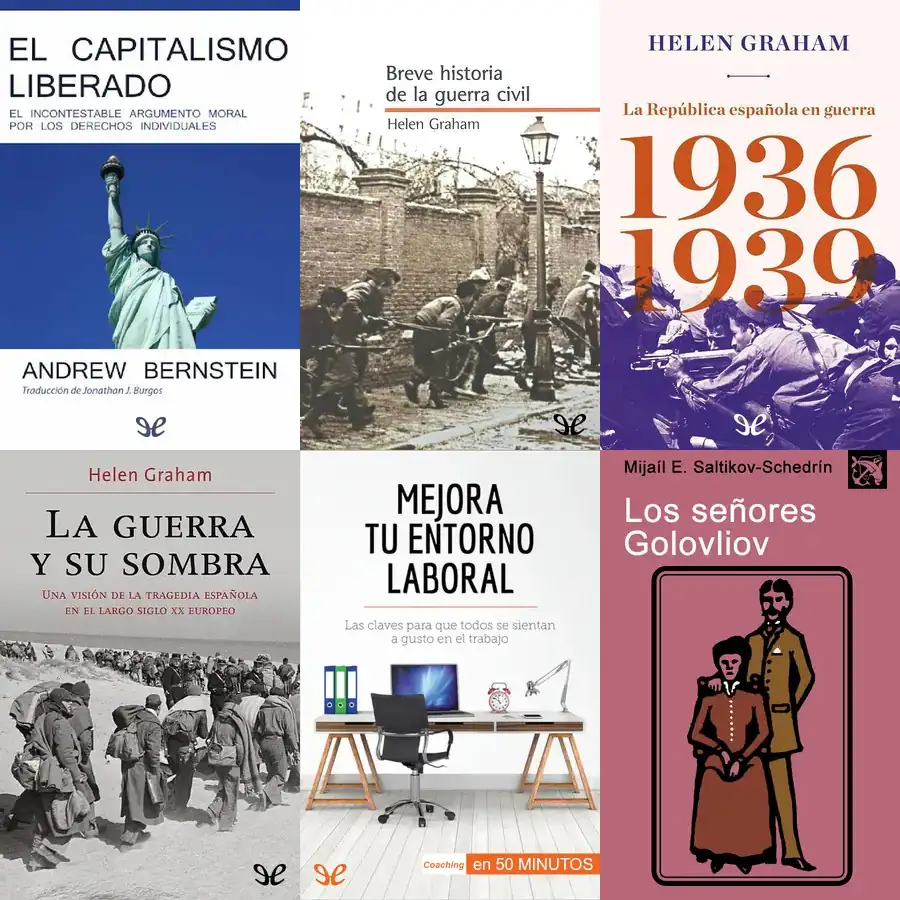 EL CAPITALISMO
LIBERADO
EL INCONTESTABLE ARGUMENTO MORAL
POR LOS DERECHOS INDIVIDUALES
ANDREW BERNSTEIN
Traducción de Jonathan J. Burgos
Breve historia
de la guerra civil
Helen Graham
HELEN GRAHAM
La República española en guerra
1936
1939
Helen Graham
LA GUERRA
Y SU SOMBRA
UNA VISIÓN DE LA TRAGEDIA ESPAÑOLA
EN EL LARGO SIGLO XX EUROPEO
MEJORA
TU ENTORNO
LABORAL
Las claves para que todos se sientan
a gusto en el trabajo
Coaching en 50 MINUTOS
Mijaíl E. Saltikov-Schedrín
Los señores
Golovliov